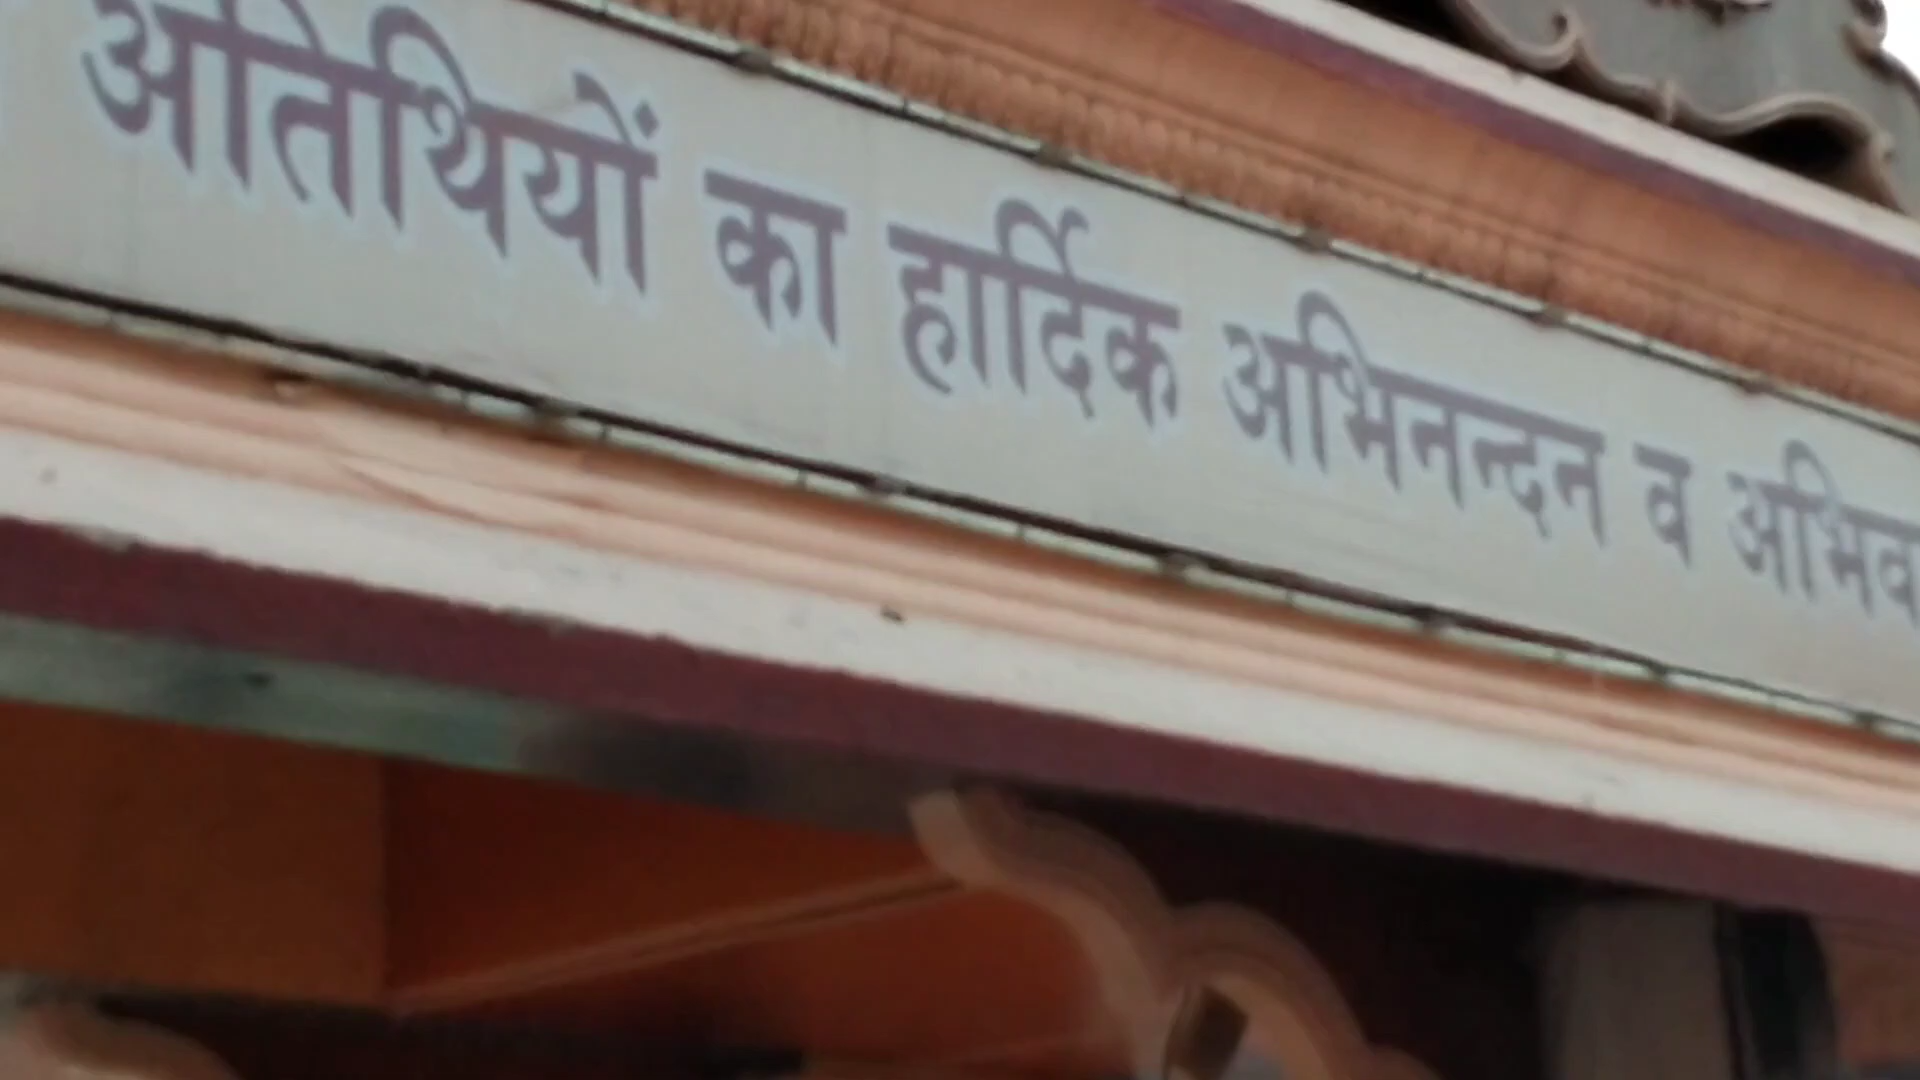 अतिथियों का हार्दिक अभिनन्दन व